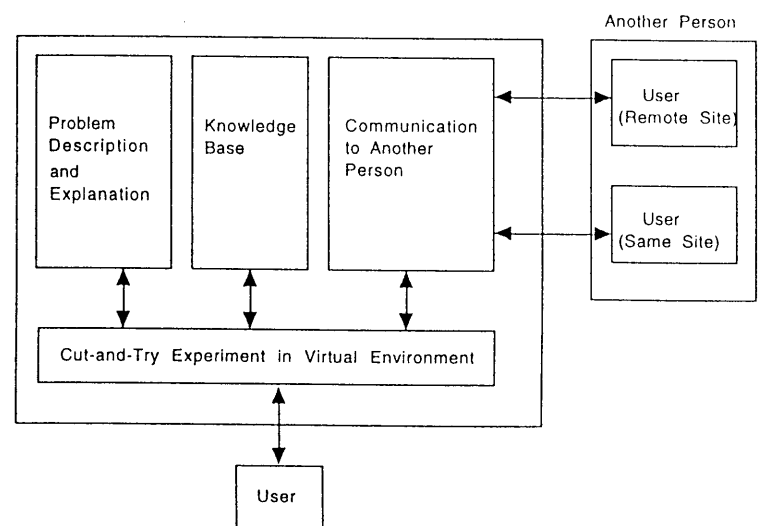 Another Person
Problem
Description
and
Explanation
Knowledge
Base
Communication
to Another
Person
User
(Remote Site)
User
(Same Site)
Cut-and-Try Experiment in Virtual Environment
User